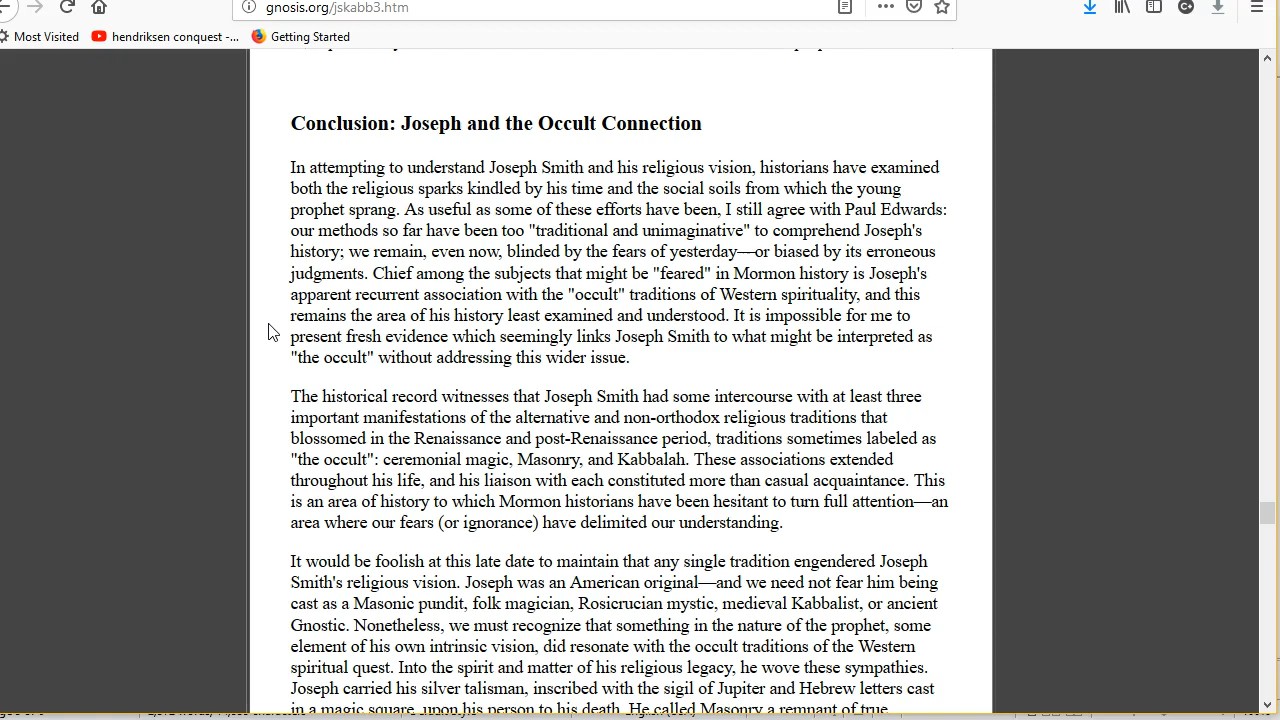 gnosis.org/jskabb3.htm
Most Visited
hendriksen conquest -...
Getting Started
Conclusion: Joseph and the Occult Connection
In attempting to understand Joseph Smith and his religious vision, historians have examined
both the religious sparks kindled by his time and the social soils from which the young
prophet sprang. As useful as some of these efforts have been, I still agree with Paul Edwards:
our methods so far have been too "traditional and unimaginative" to comprehend Joseph's
history; we remain, even now, blinded by the fears of yesterday—or biased by its erroneous
judgments. Chief among the subjects that might be "feared" in Mormon history is Joseph's
apparent recurrent association with the "occult" traditions of Western spirituality, and this
remains the area of his history least examined and understood. It is impossible for me to
present fresh evidence which seemingly links Joseph Smith to what might be interpreted as
"the occult" without addressing this wider issue.
The historical record witnesses that Joseph Smith had some intercourse with at least three
important manifestations of the alternative and non-orthodox religious traditions that
blossomed in the Renaissance and post-Renaissance period, traditions sometimes labeled as
"the occult": ceremonial magic, Masonry, and Kabbalah. These associations extended
throughout his life, and his liaison with each constituted more than casual acquaintance. This
is an area of history to which Mormon historians have been hesitant to turn full attention—an
area where our fears (or ignorance) have delimited our understanding.
It would be foolish at this late date to maintain that any single tradition engendered Joseph
Smith's religious vision. Joseph was an American original—and we need not fear him being
cast as a Masonic pundit, folk magician, Rosicrucian mystic, medieval Kabbalist, or ancient
Gnostic. Nonetheless, we must recognize that something in the nature of the prophet, some
element of his own intrinsic vision, did resonate with the occult traditions of the Western
spiritual quest. Into the spirit and matter of his religious legacy, he wove these sympathies.
Joseph carried his silver talisman, inscribed with the sigil of Jupiter and Hebrew letters cast
in a magic square, upon his person to his death. He called Masonry a remnant of true